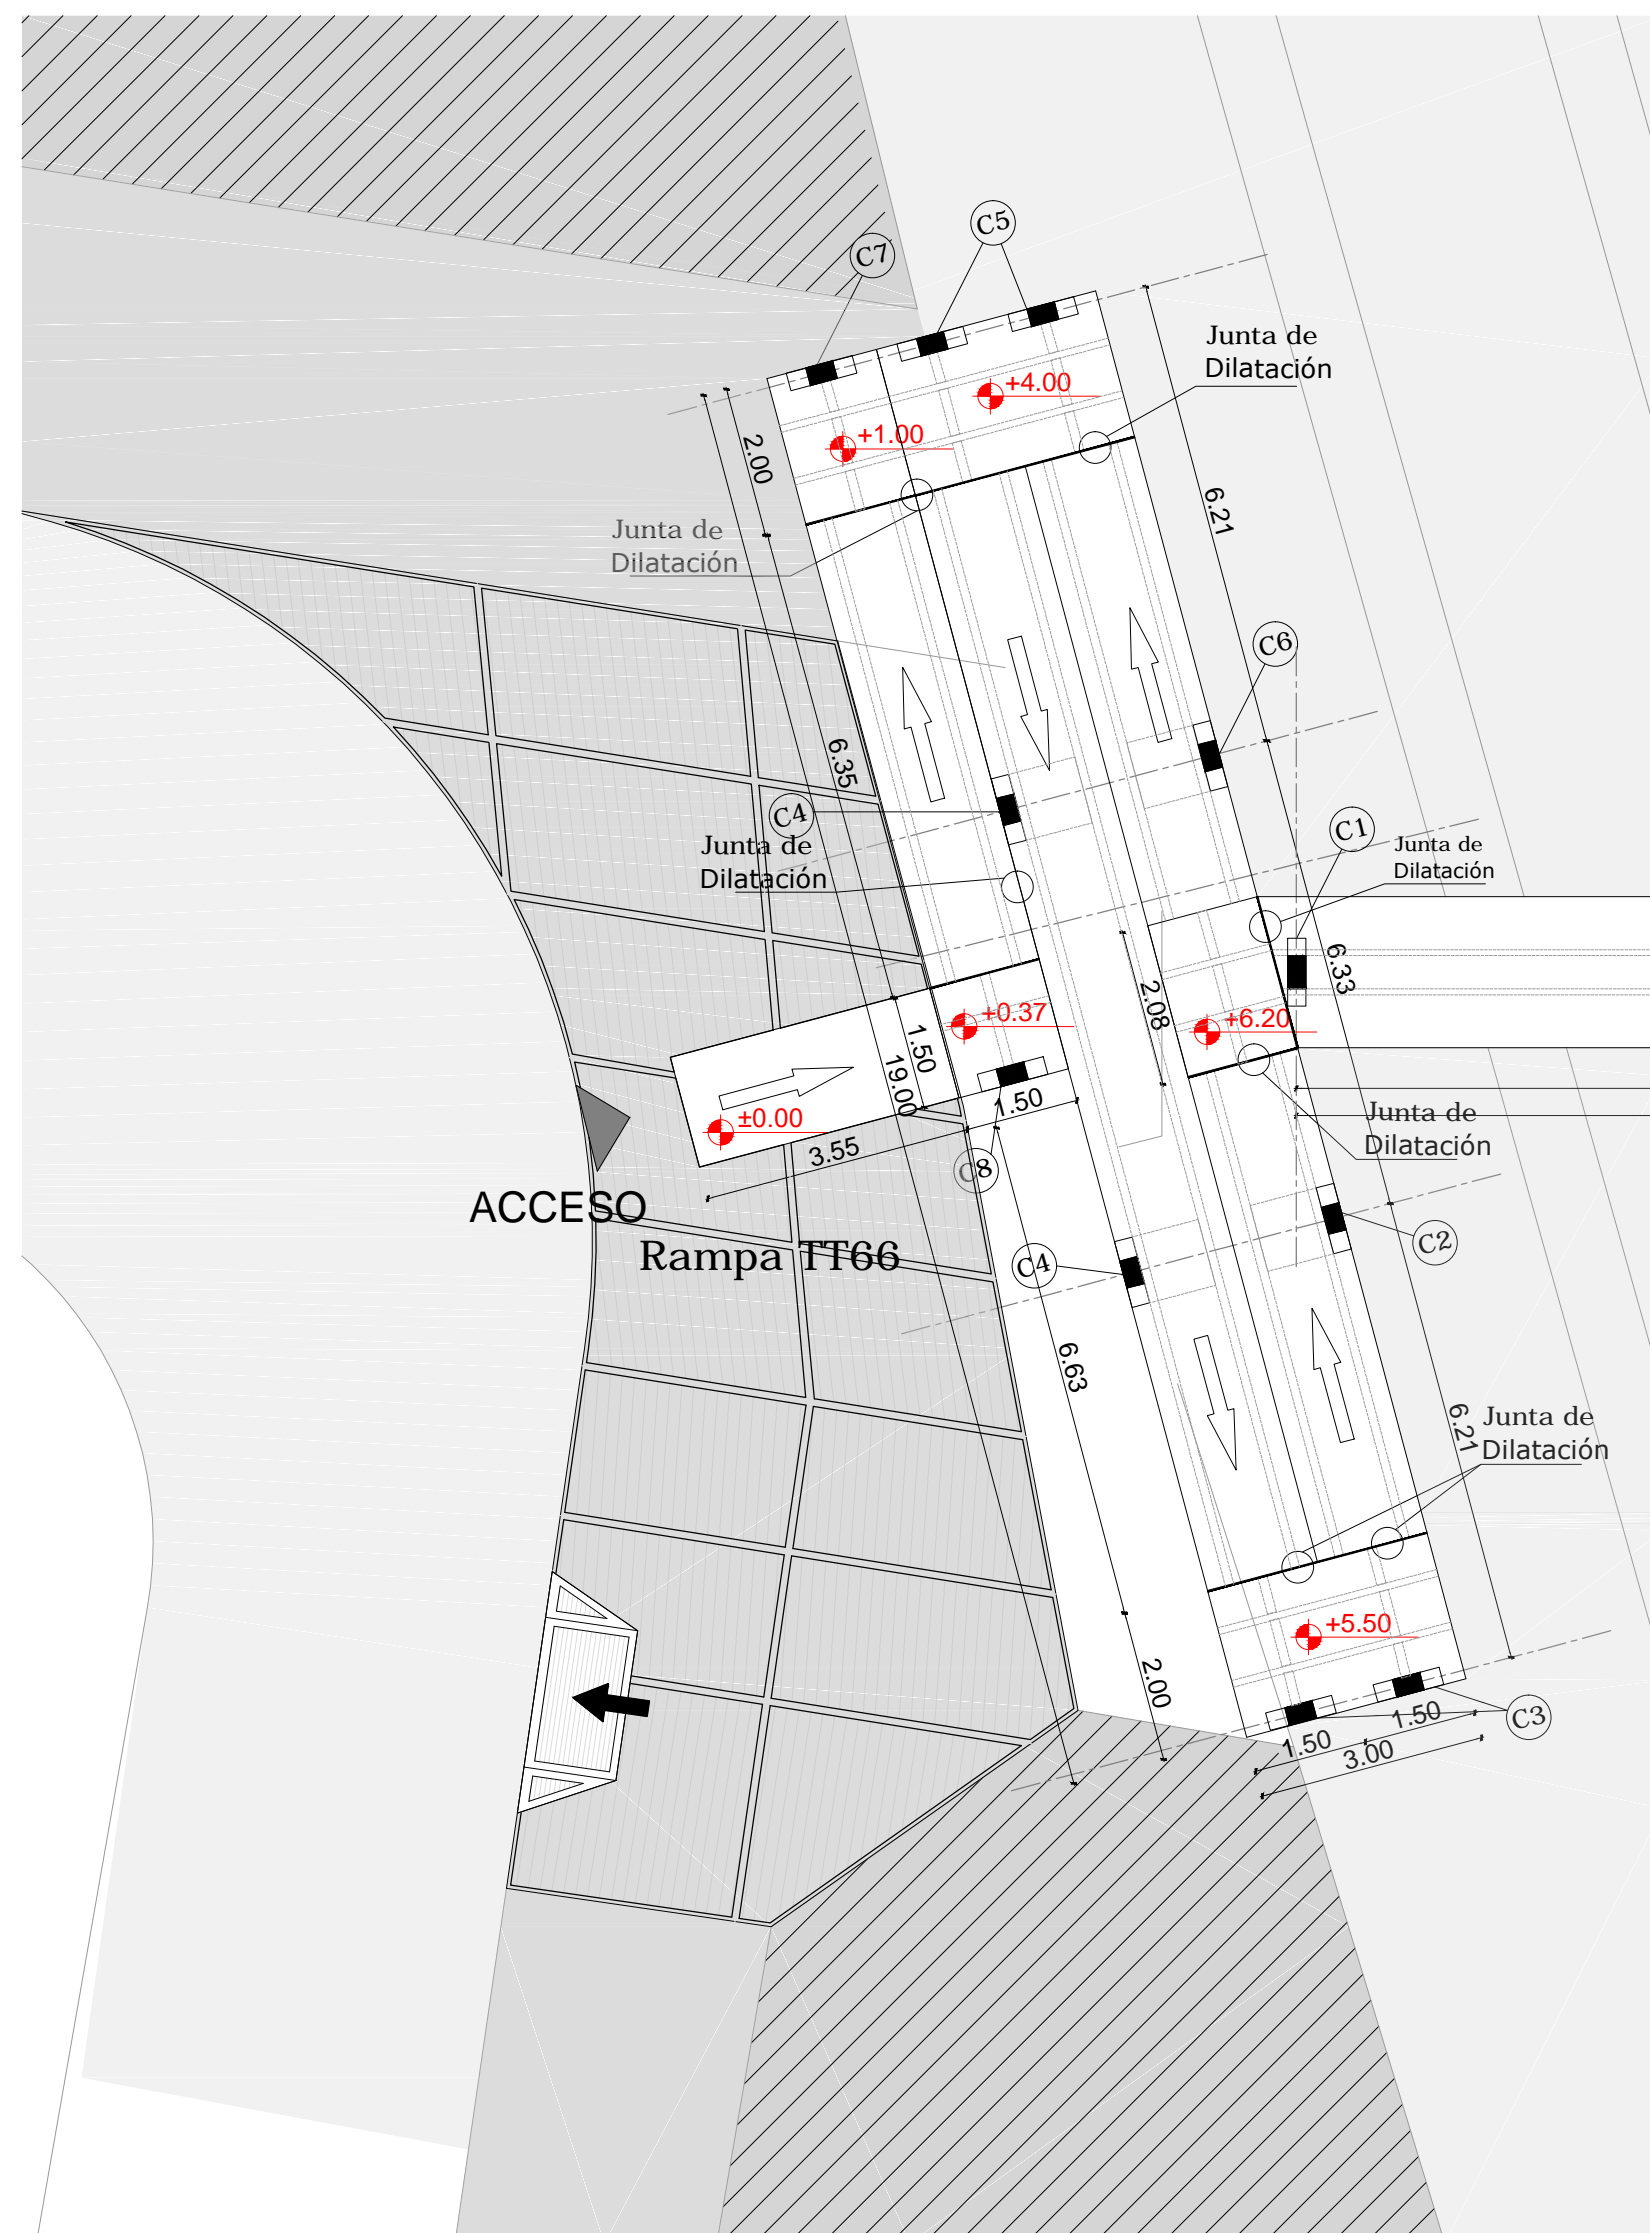 C5
C7
Junta de
Dilatación
+4.00
+1.00
2.00
6.21
Junta de
Dilatación
C6
6.35
C4
Junta de
Dilatación
C1
Junta de
Dilatación
6.33
2.08
+0.37
+6.20
1.50
19.00
1.50
±0.00
Junta de
Dilatación
3.55
C8
ACCESO
Rampa TT66
C4
C2
6.63
6.21
Junta de
Dilatación
+5.50
2.00
1.50
1.50
3.00
C3